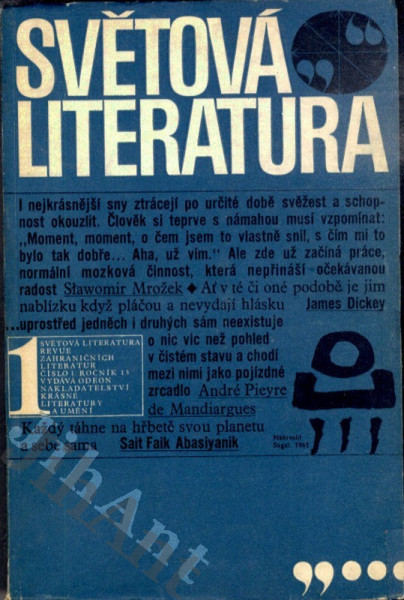 SVĚTOVÁ
LITERATURA
I nejkrásnější sny ztrácejí po určité době svěžest a schop-
nost okouzlit. Člověk si teprve s námahou musí vzpomínat:
„Moment, moment, o čem jsem to vlastně snil, s čím mi to
bylo tak dobře... Aha, už vím.“ Ale zde už začíná práce,
normální mozková činnost, která nepřináší očekávanou
radost Sławomir Mrożek ◆ Ať v té či oné podobě je jim
nablízku když pláčou a nevydají hlásku James Dickey
...uprostřed jedněch i druhých sám neexistuje
o nic víc než pohled
v čistém stavu a chodí
mezi nimi jako pojízdné
zrcadlo André Pieyre
de Mandiargues
1
SVĚTOVÁ LITERATURA
REVUE
ZAHRANIČNÍCH
LITERATUR
ČÍSLO 1 ROČNÍK 13
VYDÁVÁ ODEON
NAKLADATELSTVÍ
KRÁSNÉ
LITERATURY
A UMĚNÍ
Každý táhne na hřbetě svou planetu
a sebe sama Sait Faik Abasiyanik
Segal 1961
JihAnt